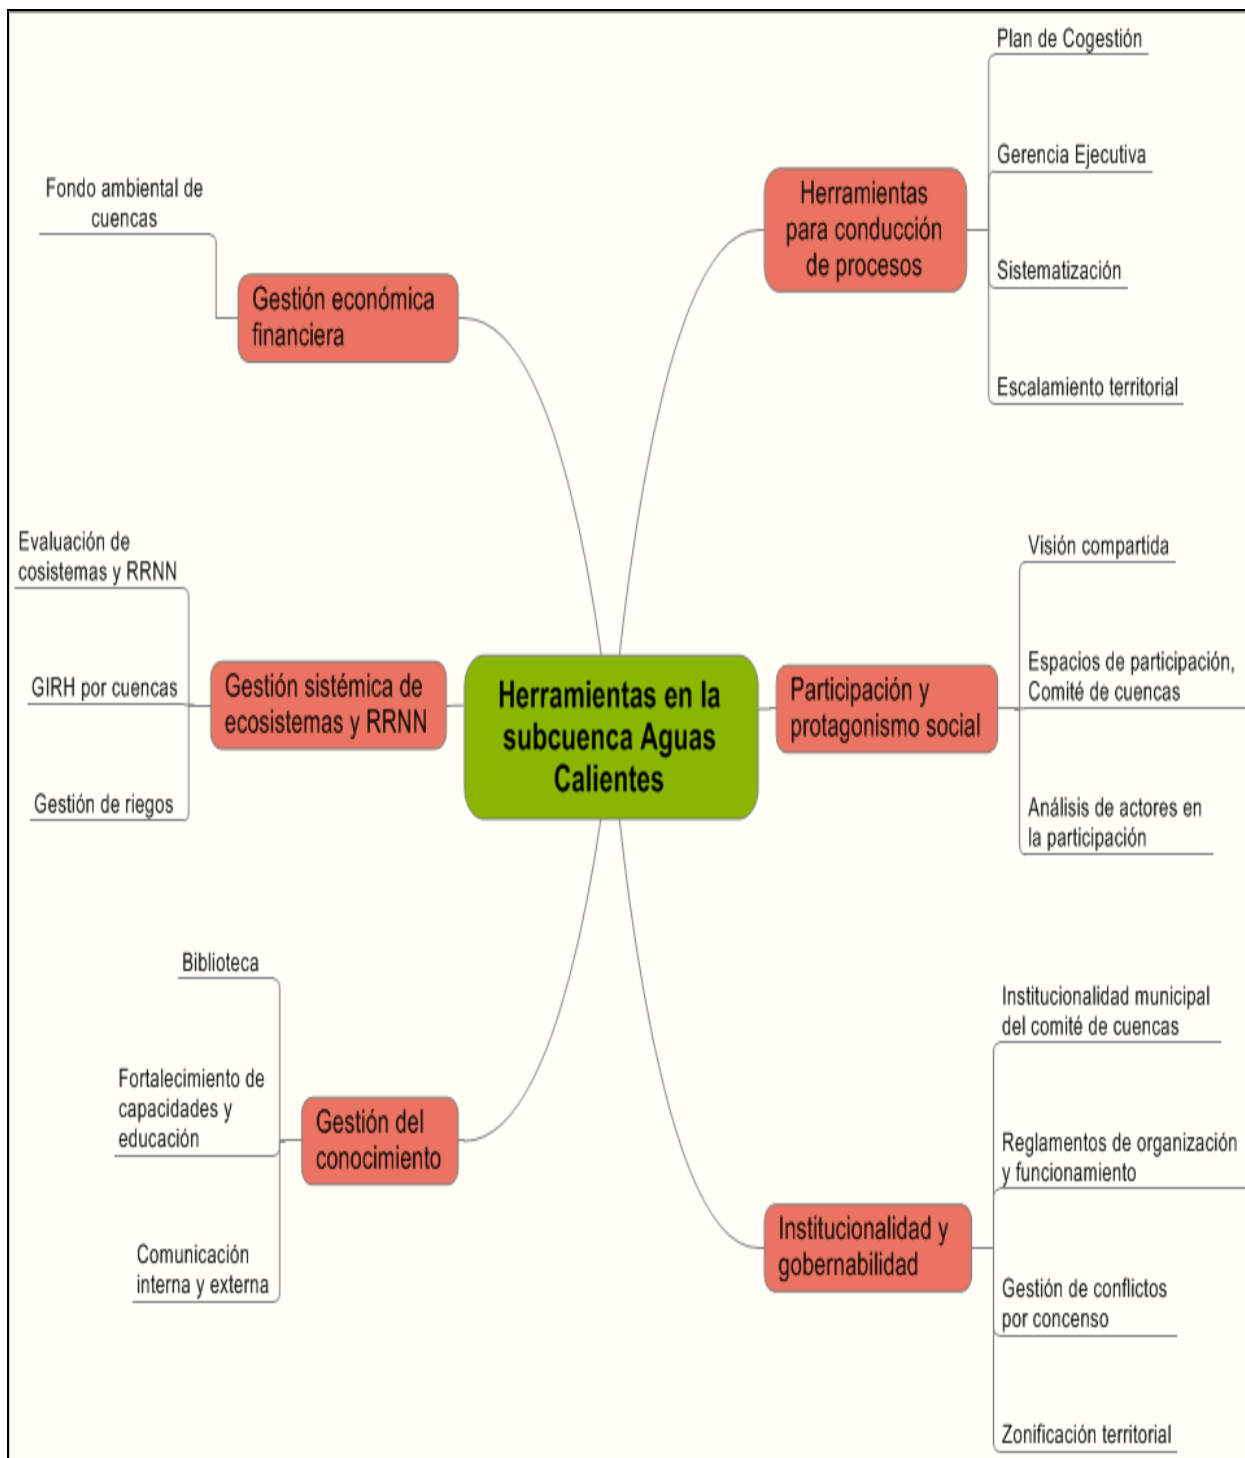 Herramientas en la
subcuenca Aguas
Calientes
Herramientas
para conducción
de procesos
Plan de Cogestión
Gerencia Ejecutiva
Sistematización
Escalamiento territorial
Participación y
protagonismo social
Visión compartida
Espacios de participación,
Comité de cuencas
Análisis de actores en
la participación
Institucionalidad y
gobernabilidad
Institucionalidad municipal
del comité de cuencas
Reglamentos de organización
y funcionamiento
Gestión de conflictos
por concenso
Zonificación territorial
Gestión económica
financiera
Fondo ambiental de
cuencas
Gestión sistémica de
ecosistemas y RRNN
Evaluación de
cosistemas y RRNN
GIRH por cuencas
Gestión de riegos
Gestión del
conocimiento
Biblioteca
Fortalecimiento de
capacidades y
educación
Comunicación
interna y externa